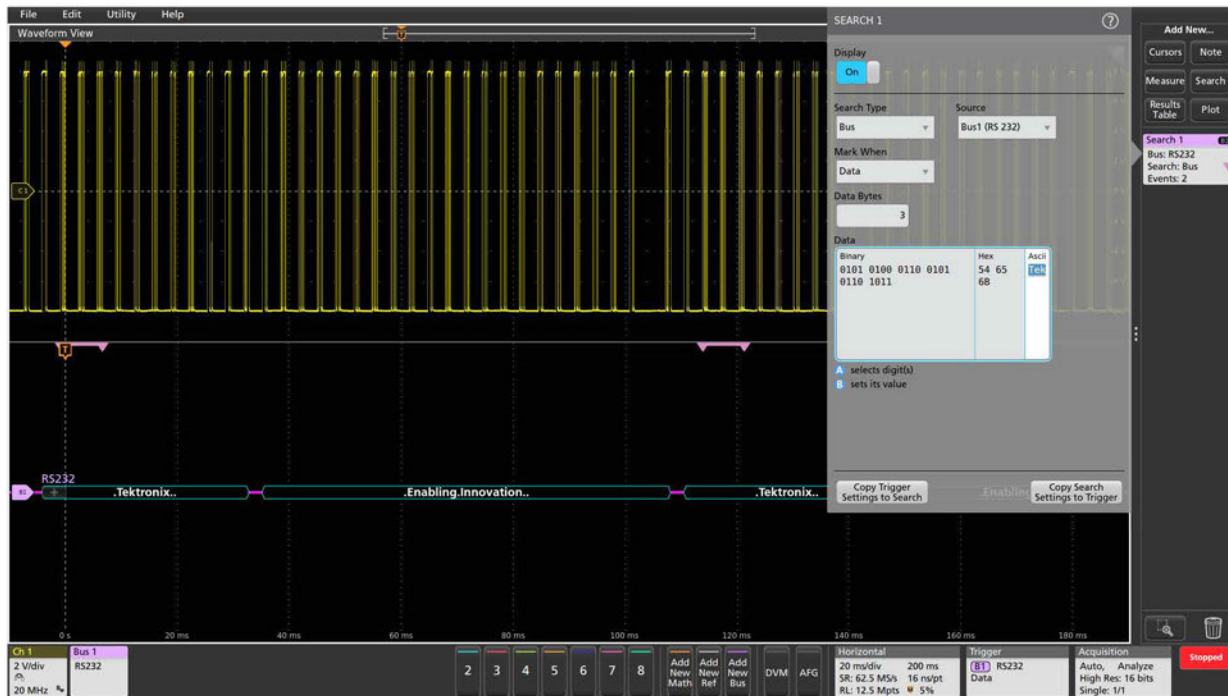 File Edit Utility Help
Waveform View
T
C1
T
RS232
B1
.Tektronix..
.Enabling.Innovation..
.Tektronix..
0 s
20 ms
40 ms
60 ms
80 ms
100 ms
120 ms
140 ms
160 ms
180 ms
SEARCH 1
?
Display
On
Search Type
Source
Bus
Bus1 (RS 232)
Mark When
Data
Data Bytes
3
Data
Binary Hex Ascii
0101 0100 0110 0101 54 65 Tek
0110 1011 6B
A selects digit(s)
B sets its value
Copy Trigger
Settings to Search
Copy Search
Settings to Trigger
Add New...
Cursors Note
Measure Search
Results
Table
Plot
Search 1
Bus: RS232
Search: Bus
Events: 2
Ch 1
2 V/div
20 MHz
Bus 1
RS232
2 3 4 5 6 7 8
Add
New
Math
Add
New
Ref
Add
New
Bus
DVM AFG
Horizontal
20 ms/div 200 ms
SR: 62.5 MS/s 16 ns/pt
RL: 12.5 Mpts 5%
Trigger
B1 RS232
Data
Acquisition
Auto, Analyze
High Res: 16 bits
Single: 1/1
Stopped